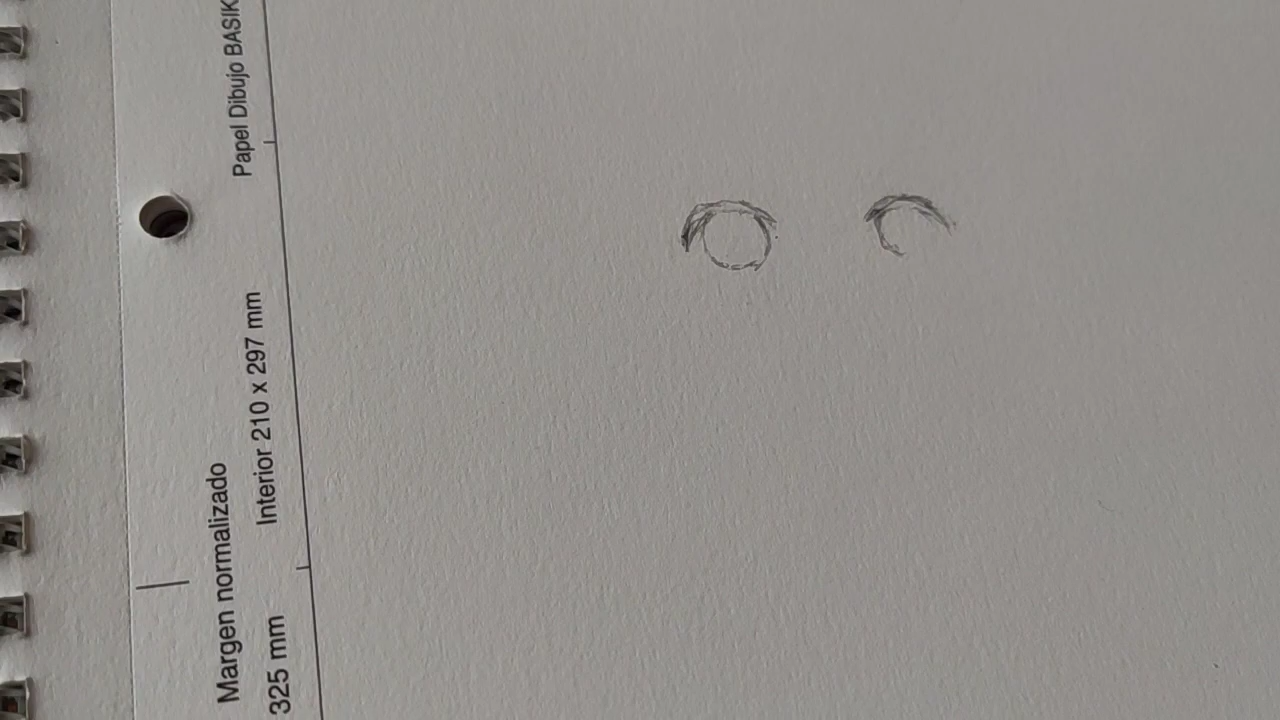 Papel Dibujo BASIK
Margen normalizado
Interior 210 x 297 mm
325 mm